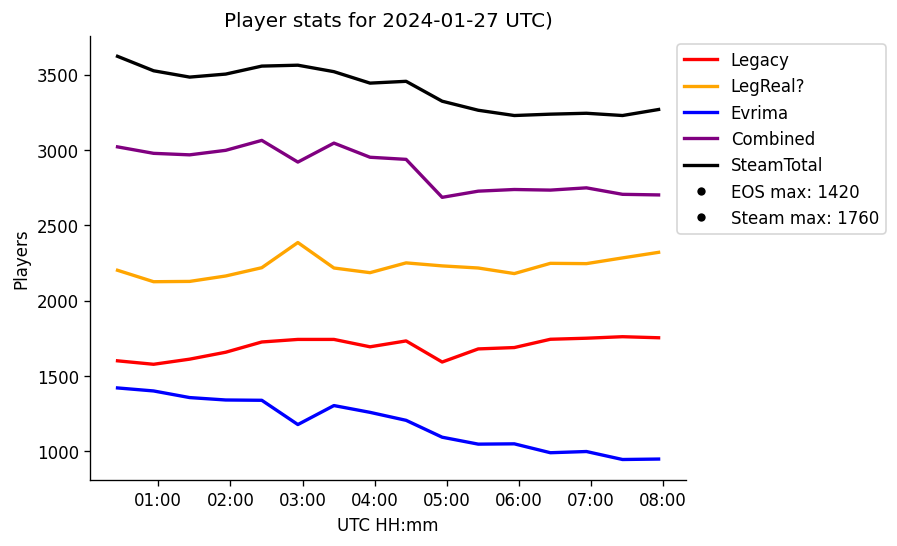 Player stats for 2024-01-27 UTC)
Players
3500
3000
2500
2000
1500
1000
01:00 02:00 03:00 04:00 05:00 06:00 07:00 08:00
UTC HH:mm
Legacy
LegReal?
Evrima
Combined
SteamTotal
EOS max: 1420
Steam max: 1760